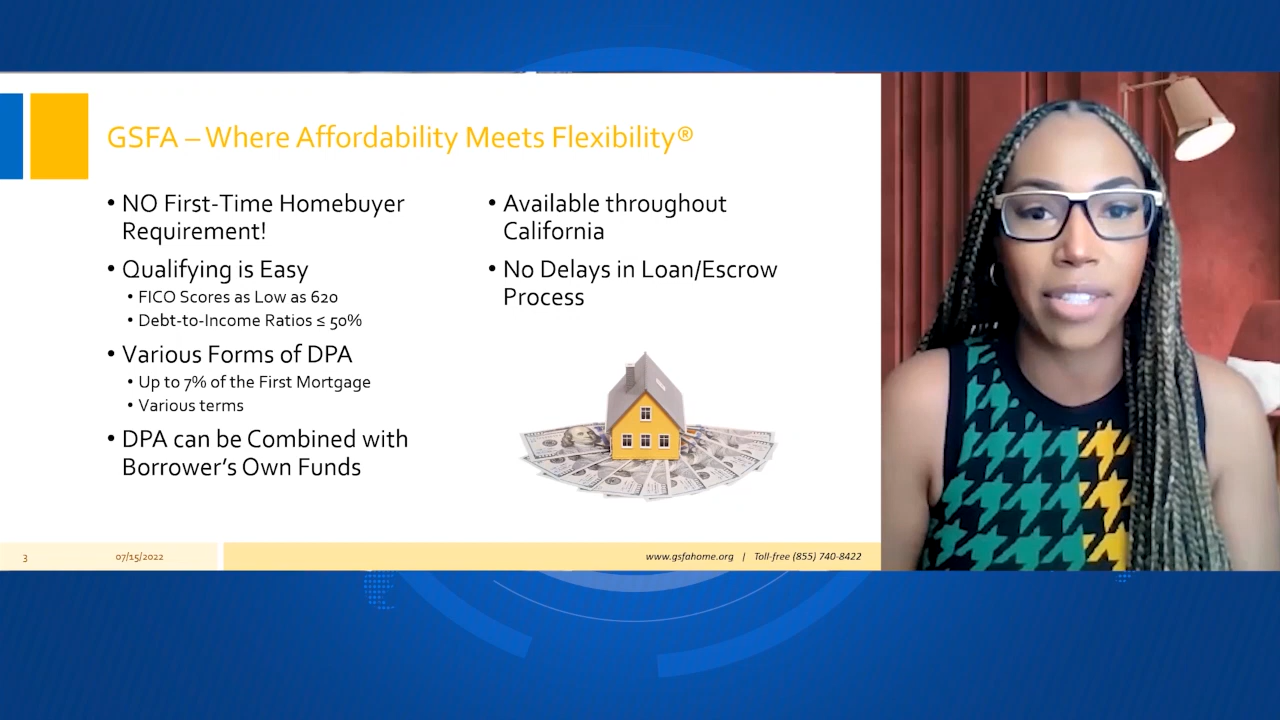 GSFA – Where Affordability Meets Flexibility®
• NO First-Time Homebuyer
Requirement!
• Qualifying is Easy
• FICO Scores as Low as 620
• Debt-to-Income Ratios ≤ 50%
• Various Forms of DPA
• Up to 7% of the First Mortgage
• Various terms
• DPA can be Combined with
Borrower’s Own Funds
• Available throughout
California
• No Delays in Loan/Escrow
Process
3
07/15/2022
www.gsfahome.org | Toll-free (855) 740-8422